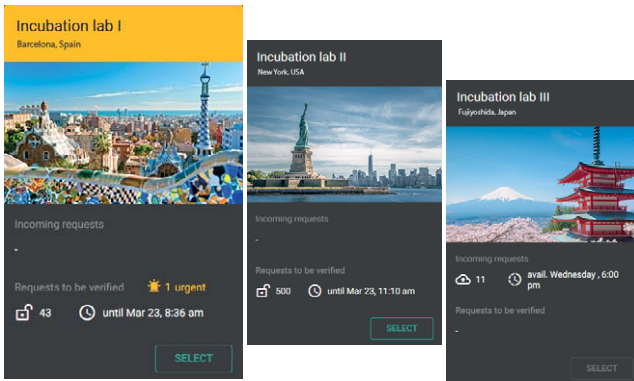 Incubation lab I
Barcelona, Spain
Incoming requests
-
Requests to be verified 1 urgent
43 until Mar 23, 8:36 am
SELECT
Incubation lab II
New York, USA
Incoming requests
-
Requests to be verified
500 until Mar 23, 11:10 am
SELECT
Incubation lab III
Fujiyoshida, Japan
Incoming requests
11 avail. Wednesday , 6:00
pm
Requests to be verified
-
SELECT